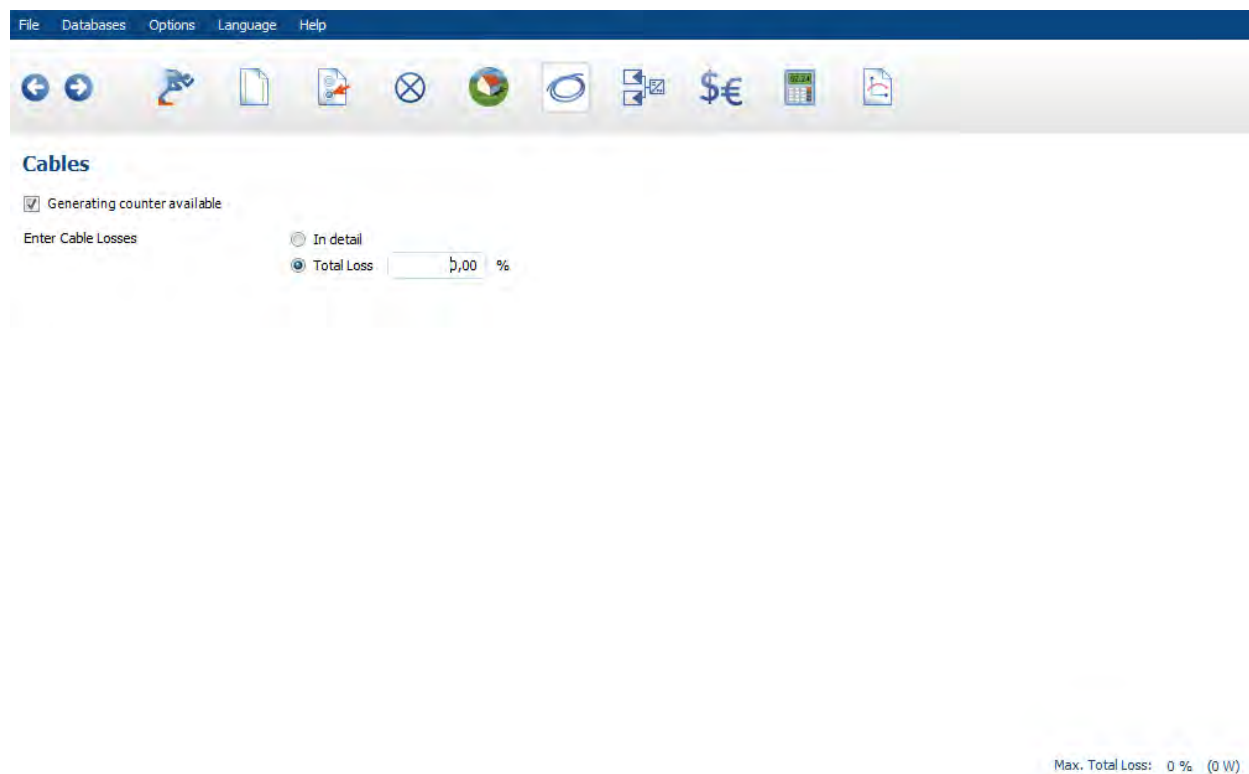 File Databases Options Language Help
$€
Cables
Generating counter available
Enter Cable Losses In detail
Total Loss 0,00 %
Max. Total Loss: 0 % (0 W)